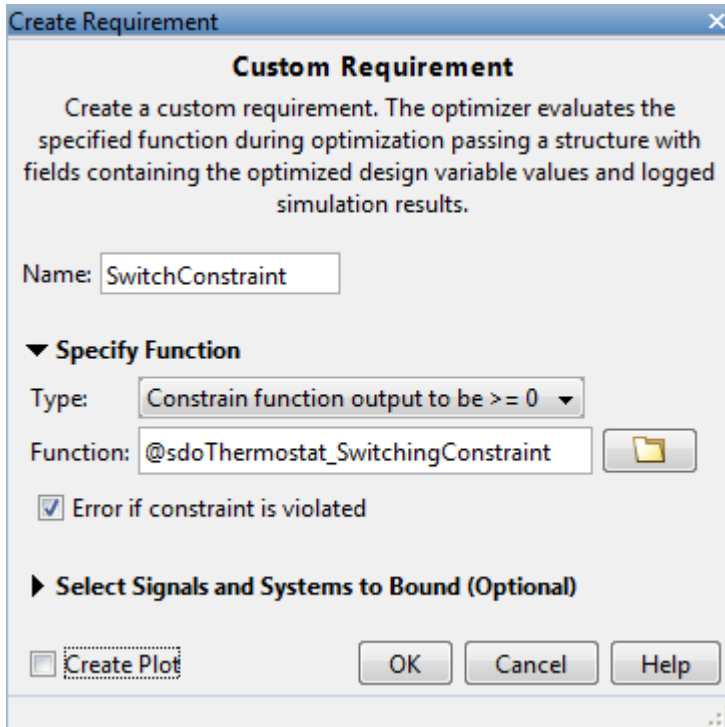 Create Requirement
Custom Requirement
Create a custom requirement. The optimizer evaluates the
specified function during optimization passing a structure with
fields containing the optimized design variable values and logged
simulation results.
Name: SwitchConstraint
Specify Function
Type: Constrain function output to be >= 0
Function: @sdoThermostat_SwitchingConstraint
Error if constraint is violated
Select Signals and Systems to Bound (Optional)
Create Plot OK Cancel Help